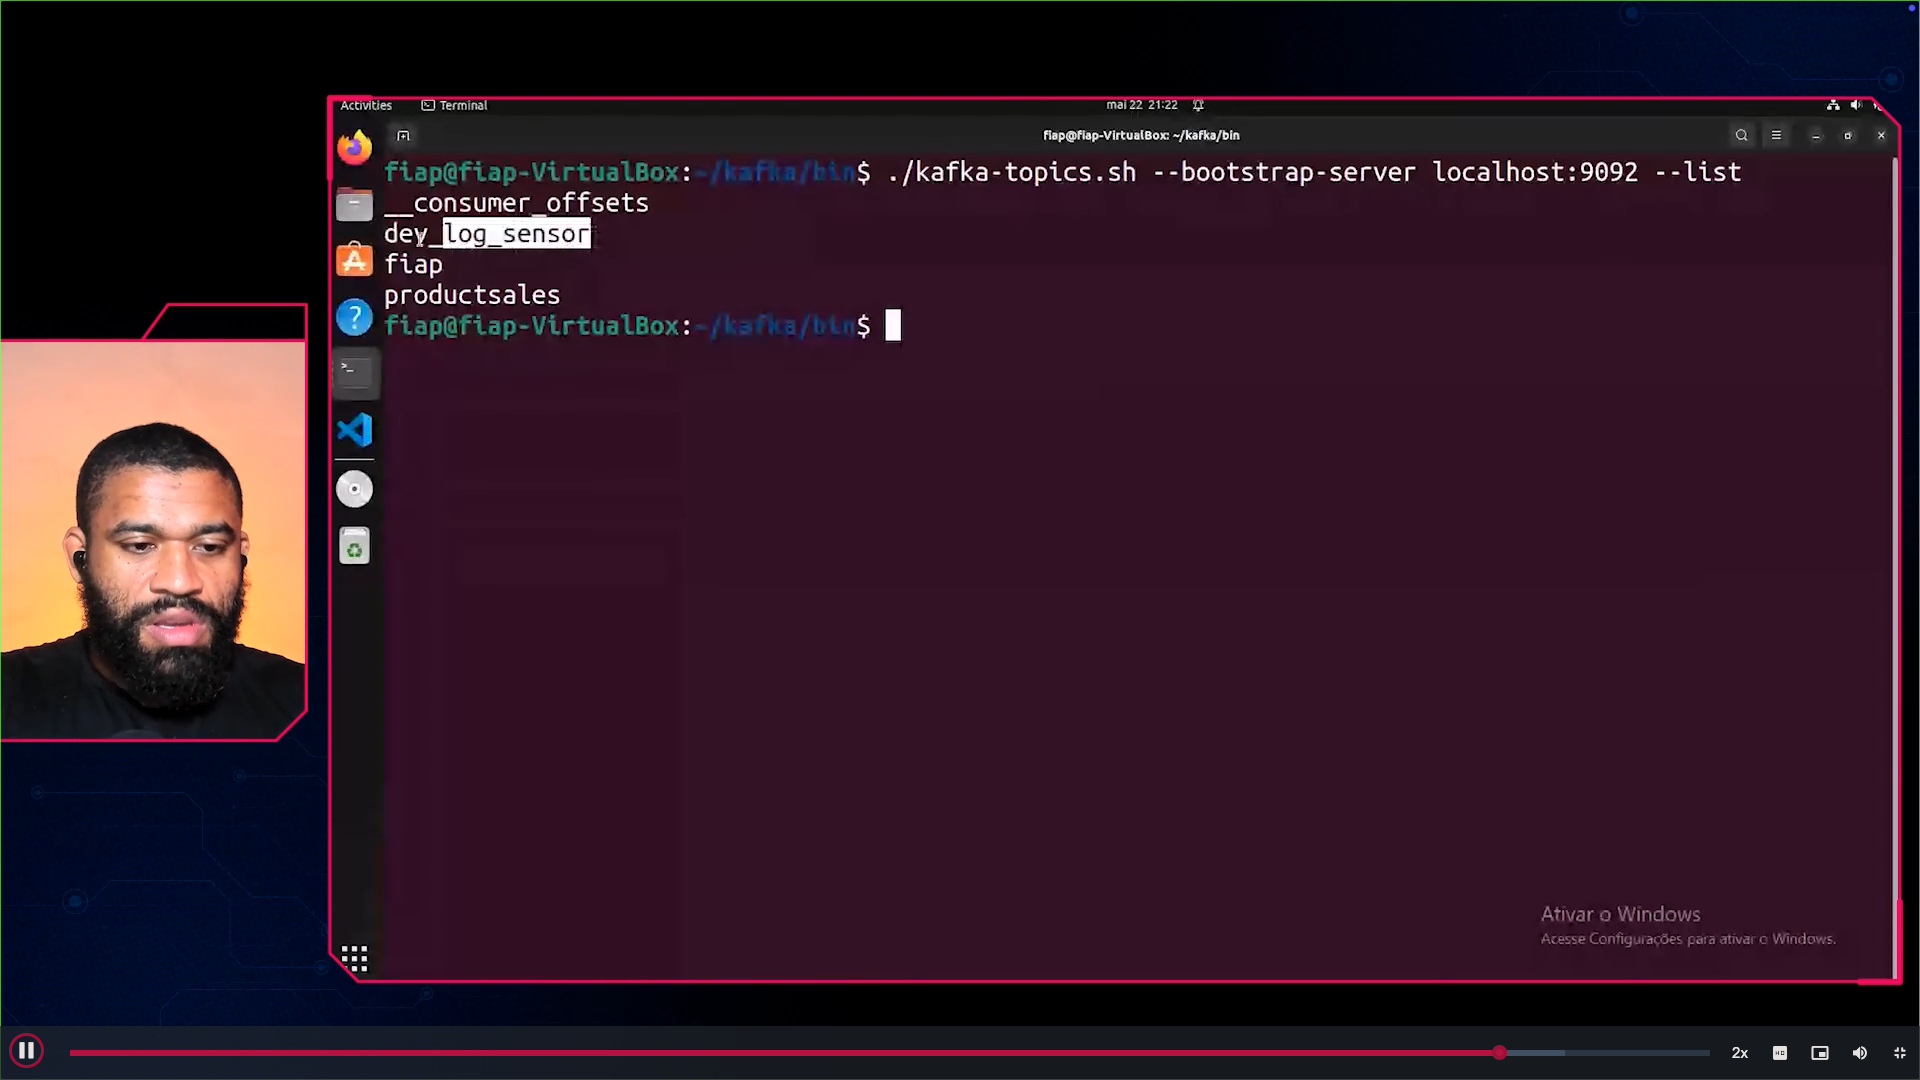 Activities Terminal mai 22 21:22
fiap@fiap-VirtualBox: ~/kafka/bin
fiap@fiap-VirtualBox:~/kafka/bin$ ./kafka-topics.sh --bootstrap-server localhost:9092 --list
__consumer_offsets
dev_log_sensor
fiap
productsales
fiap@fiap-VirtualBox:~/kafka/bin$
Ativar o Windows
Acesse Configurações para ativar o Windows.
2x
HD